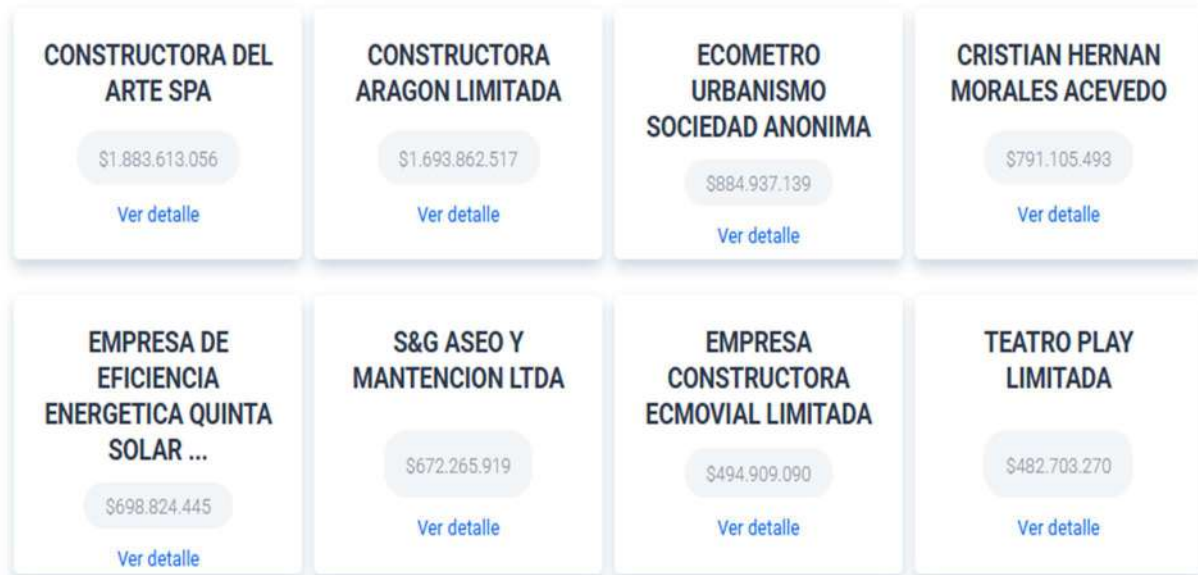 CONSTRUCTORA DEL
ARTE SPA
$1.883.613.056
Ver detalle
CONSTRUCTORA
ARAGON LIMITADA
$1.693.862.517
Ver detalle
ECOMETRO
URBANISMO
SOCIEDAD ANONIMA
$884.937.139
Ver detalle
CRISTIAN HERNAN
MORALES ACEVEDO
$791.105.493
Ver detalle
EMPRESA DE
EFICIENCIA
ENERGETICA QUINTA
SOLAR ...
$698.824.445
Ver detalle
S&G ASEO Y
MANTENCION LTDA
$672.265.919
Ver detalle
EMPRESA
CONSTRUCTORA
ECMOVIAL LIMITADA
$494.909.090
Ver detalle
TEATRO PLAY
LIMITADA
$482.703.270
Ver detalle